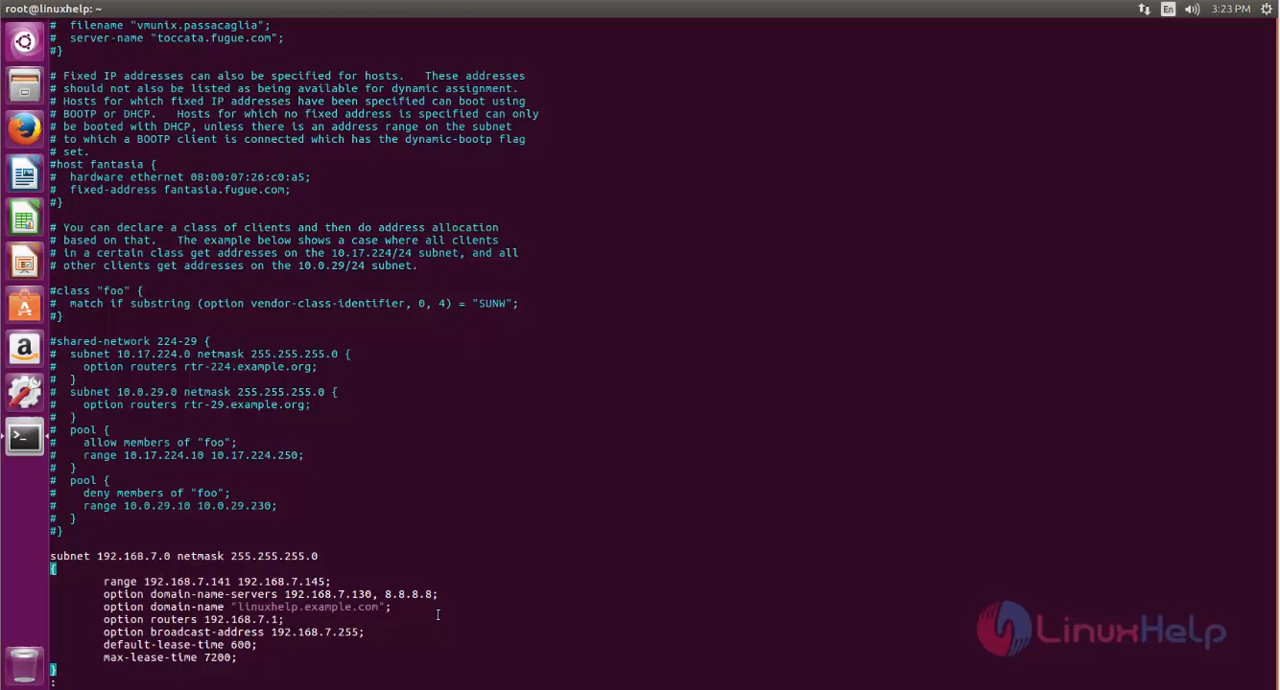 root@linuxhelp: ~
En
3:23 PM
#  filename "vmunix.passacaglia";
#  server-name "toccata.fugue.com";
#}
# Fixed IP addresses can also be specified for hosts.   These addresses
# should not also be listed as being available for dynamic assignment.
# Hosts for which fixed IP addresses have been specified can boot using
# BOOTP or DHCP.   Hosts for which no fixed address is specified can only
# be booted with DHCP, unless there is an address range on the subnet
# to which a BOOTP client is connected which has the dynamic-bootp flag
# set.
#host fantasia {
#  hardware ethernet 08:00:07:26:c0:a5;
#  fixed-address fantasia.fugue.com;
#}
# You can declare a class of clients and then do address allocation
# based on that.   The example below shows a case where all clients
# in a certain class get addresses on the 10.17.224/24 subnet, and all
# other clients get addresses on the 10.0.29/24 subnet.
#class "foo" {
#  match if substring (option vendor-class-identifier, 0, 4) = "SUNW";
#}
#shared-network 224-29 {
#  subnet 10.17.224.0 netmask 255.255.255.0 {
#    option routers rtr-224.example.org;
#  }
#  subnet 10.0.29.0 netmask 255.255.255.0 {
#    option routers rtr-29.example.org;
#  }
#  pool {
#    allow members of "foo";
#    range 10.17.224.10 10.17.224.250;
#  }
#  pool {
#    deny members of "foo";
#    range 10.0.29.10 10.0.29.230;
#  }
#}
subnet 192.168.7.0 netmask 255.255.255.0
{
range 192.168.7.141 192.168.7.145;
option domain-name-servers 192.168.7.130, 8.8.8.8;
option domain-name "linuxhelp.example.com";
option routers 192.168.7.1;
option broadcast-address 192.168.7.255;
default-lease-time 600;
max-lease-time 7200;
}
:
LinuxHelp